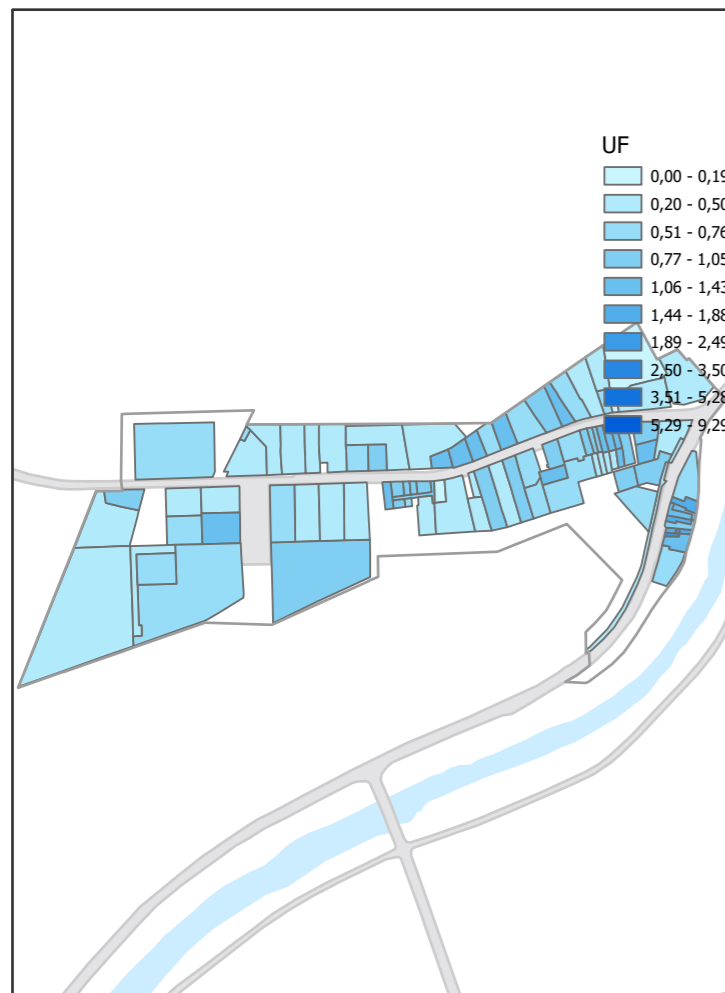 UF
0,00 - 0,19
0,20 - 0,50
0,51 - 0,76
0,77 - 1,05
1,06 - 1,43
1,44 - 1,88
1,89 - 2,49
2,50 - 3,50
3,51 - 5,28
5,29 - 9,29